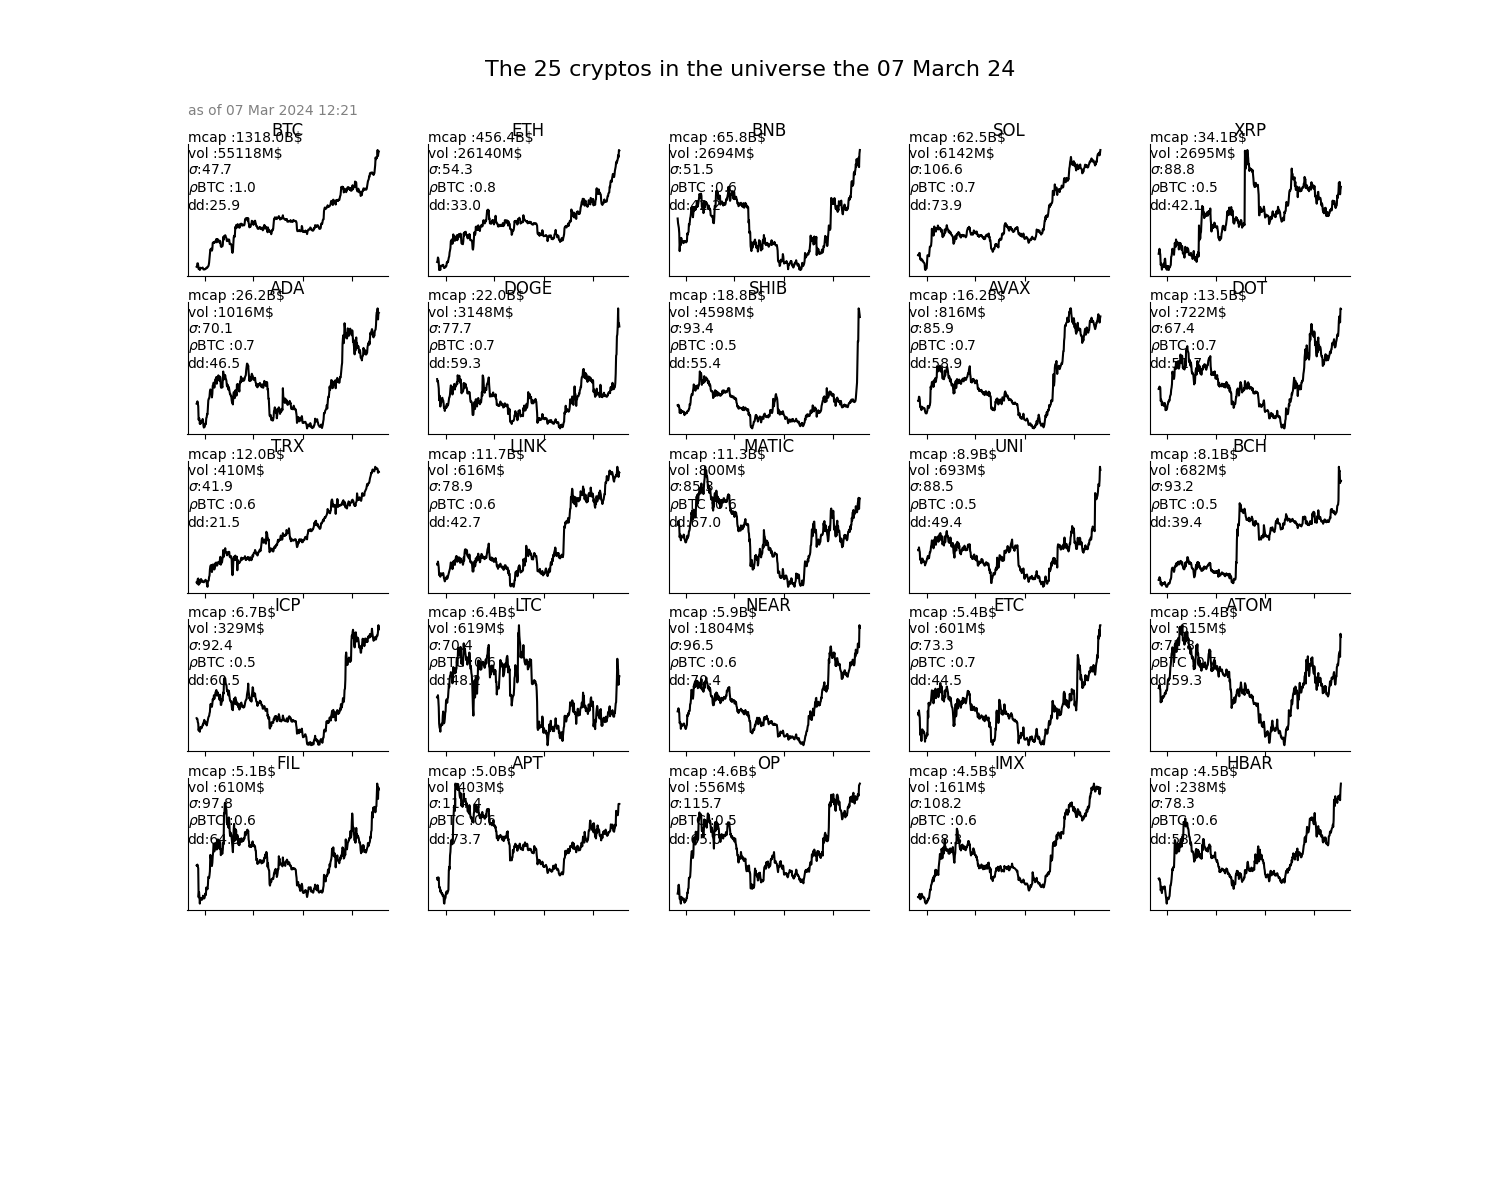 The 25 cryptos in the universe the 07 March 24
as of 07 Mar 2024 12:21
BTC
mcap :1318.0B$
vol :55118M$
σ:47.7
ρBTC :1.0
dd:25.9
ETH
mcap :456.4B$
vol :26140M$
σ:54.3
ρBTC :0.8
dd:33.0
BNB
mcap :65.8B$
vol :2694M$
σ:51.5
ρBTC :0.6
SOL
mcap :62.5B$
vol :6142M$
σ:106.6
ρBTC :0.7
dd:73.9
XRP
mcap :34.1B$
vol :2695M$
σ:88.8
ρBTC :0.5
dd:42.1
ADA
mcap :26.2B$
vol :1016M$
σ:70.1
ρBTC :0.7
dd:46.5
DOGE
mcap :22.0B$
vol :3148M$
σ:77.7
ρBTC :0.7
dd:59.3
SHIB
mcap :18.8B$
vol :4598M$
σ:93.4
ρBTC :0.5
dd:55.4
AVAX
mcap :16.2B$
vol :816M$
σ:85.9
ρBTC :0.7
dd:58.9
DOT
mcap :13.5B$
vol :722M$
σ:67.4
ρBTC :0.7
TRX
mcap :12.0B$
vol :410M$
σ:41.9
ρBTC :0.6
dd:21.5
LINK
mcap :11.7B$
vol :616M$
σ:78.9
ρBTC :0.6
dd:42.7
MATIC
mcap :11.3B$
vol :800M$
ρBTC :0.6
dd:67.0
UNI
mcap :8.9B$
vol :693M$
σ:88.5
ρBTC :0.5
dd:49.4
BCH
mcap :8.1B$
vol :682M$
σ:93.2
ρBTC :0.5
dd:39.4
ICP
mcap :6.7B$
vol :329M$
σ:92.4
ρBTC :0.5
dd:60.5
LTC
mcap :6.4B$
vol :619M$
σ:70.4
NEAR
mcap :5.9B$
vol :1804M$
σ:96.5
ρBTC :0.6
ETC
mcap :5.4B$
vol :601M$
σ:73.3
ρBTC :0.7
dd:44.5
ATOM
mcap :5.4B$
vol :615M$
dd:59.3
FIL
mcap :5.1B$
vol :610M$
σ:97.8
ρBTC :0.6
APT
mcap :5.0B$
vol :403M$
dd:73.7
OP
mcap :4.6B$
vol :556M$
σ:115.7
ρBTC :0.5
IMX
mcap :4.5B$
vol :161M$
σ:108.2
ρBTC :0.6
HBAR
mcap :4.5B$
vol :238M$
σ:78.3
ρBTC :0.6